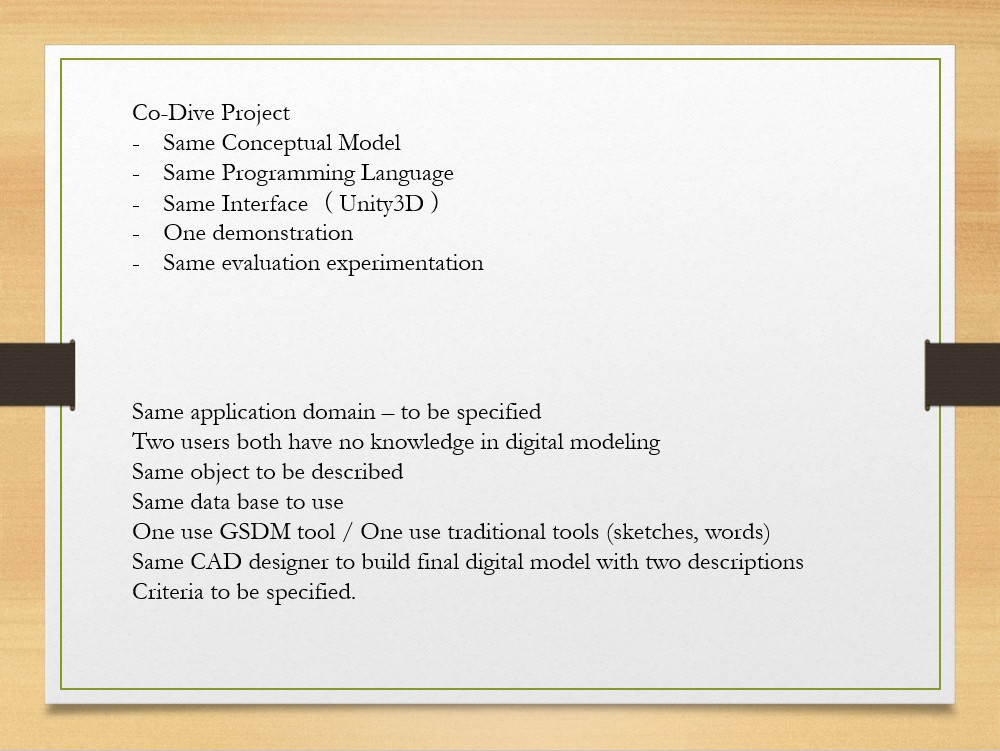 Co-Dive Project
- Same Conceptual Model
- Same Programming Language
- Same Interface （Unity3D）
- One demonstration
- Same evaluation experimentation
Same application domain – to be specified
Two users both have no knowledge in digital modeling
Same object to be described
Same data base to use
One use GSDM tool / One use traditional tools (sketches, words)
Same CAD designer to build final digital model with two descriptions
Criteria to be specified.